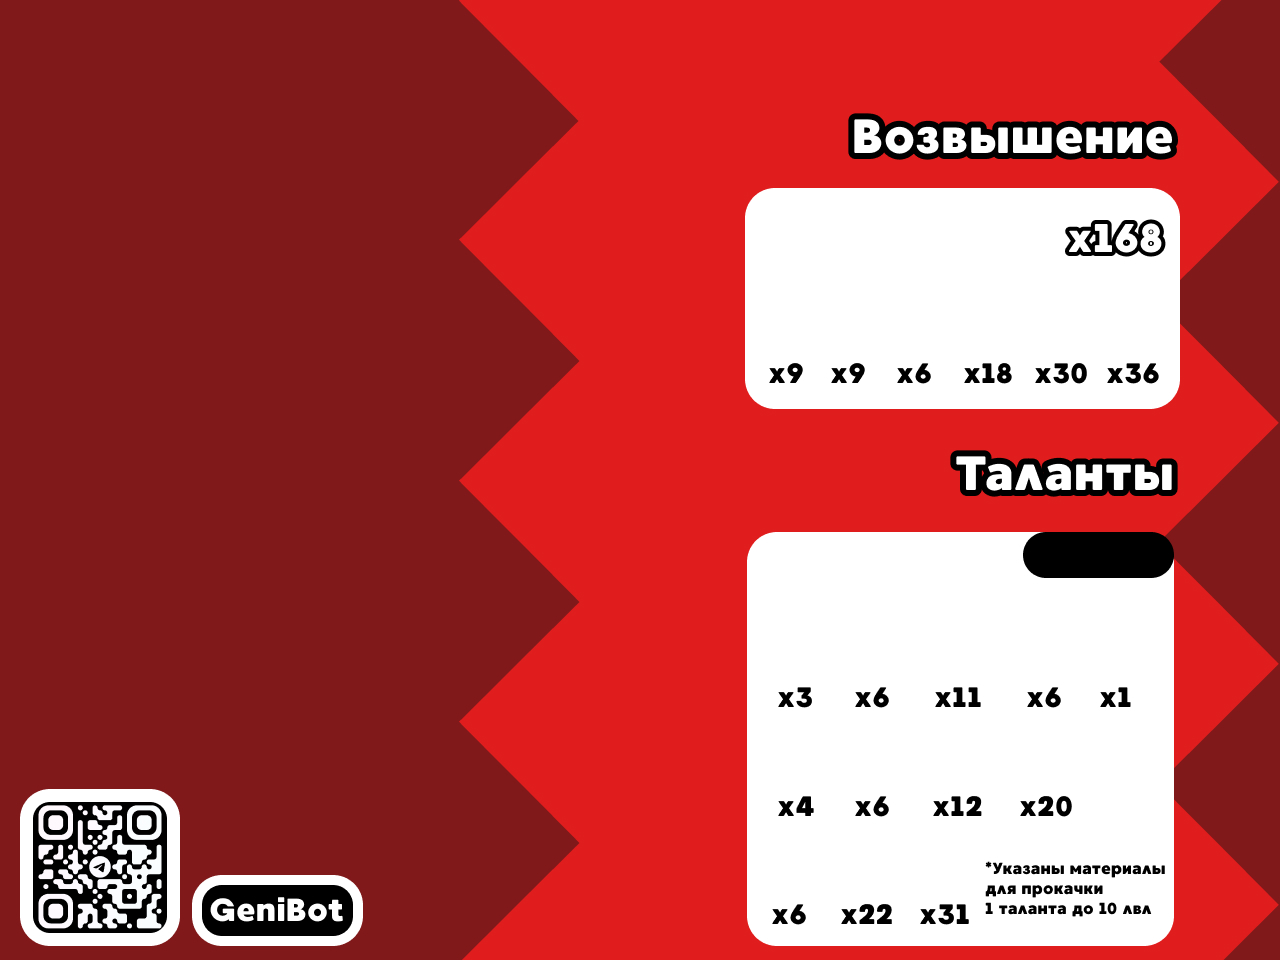 Возвышение
x168
x9 x9 x6 x18 x30 x36
Таланты
x3 x6 x11 x6 x1
x4 x6 x12 x20
*Указаны материалы
для прокачки
1 таланта до 10 лвл
x6 x22 x31
GeniBot